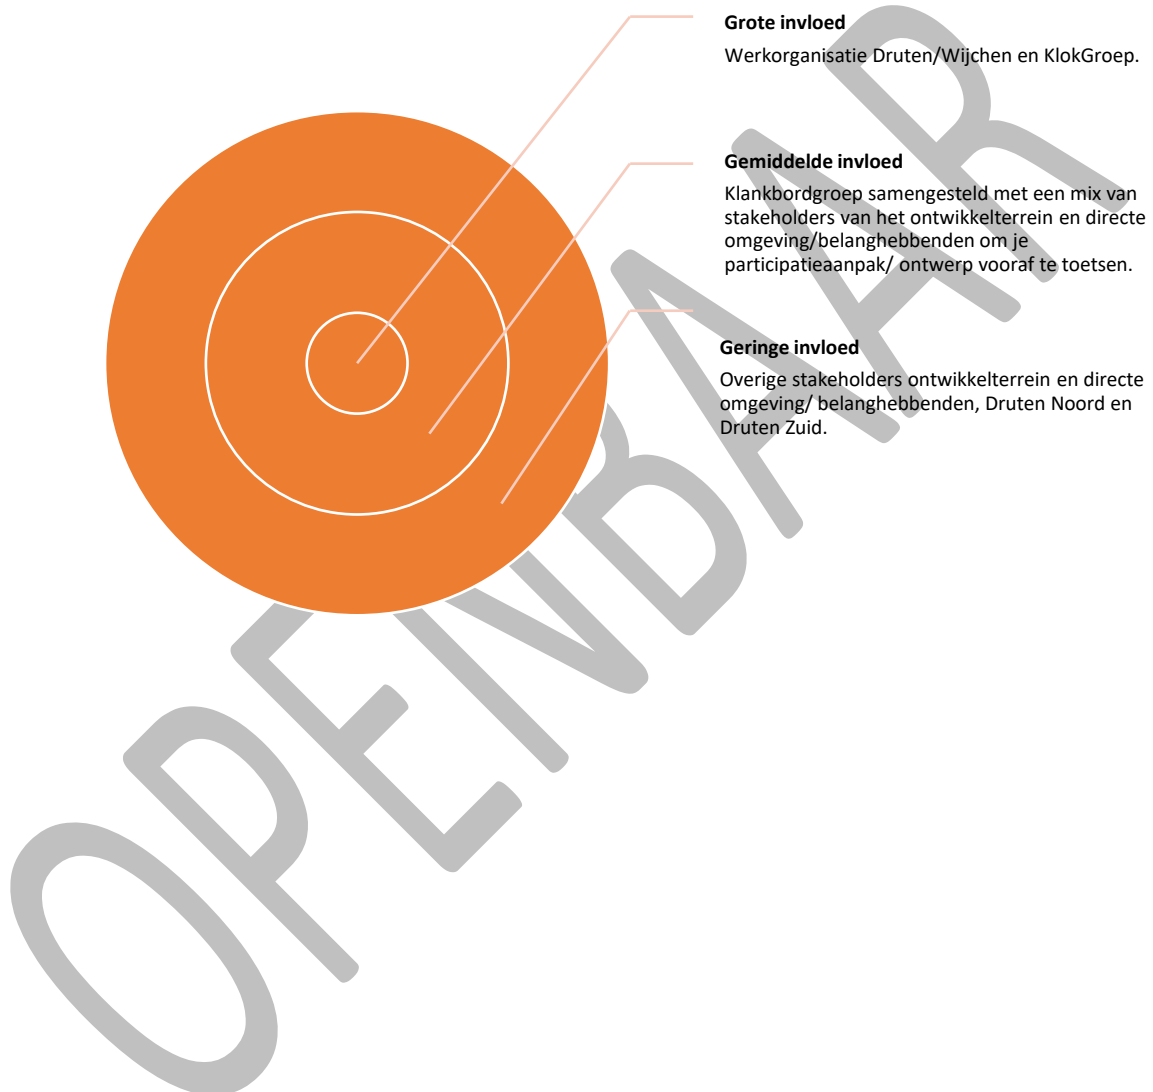 Grote invloed
Werkorganisatie Druten/Wijchen en KlokGroep.
Gemiddelde invloed
Klankbordgroep samengesteld met een mix van
stakeholders van het ontwikkelterrein en directe
omgeving/belanghebbenden om je
participatieaanpak/ ontwerp vooraf te toetsen.
Geringe invloed
Overige stakeholders ontwikkelterrein en directe
omgeving/ belanghebbenden, Druten Noord en
Druten Zuid.
OPENBAAR